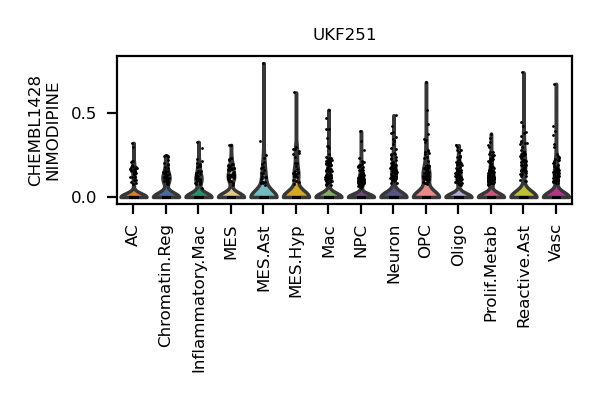 UKF251
CHEMBL1428
NIMODIPINE
0.5
0.0
AC
Chromatin.Reg
Inflammatory.Mac
MES
MES.Ast
MES.Hyp
Mac
NPC
Neuron
OPC
Oligo
Prolif.Metab
Reactive.Ast
Vasc